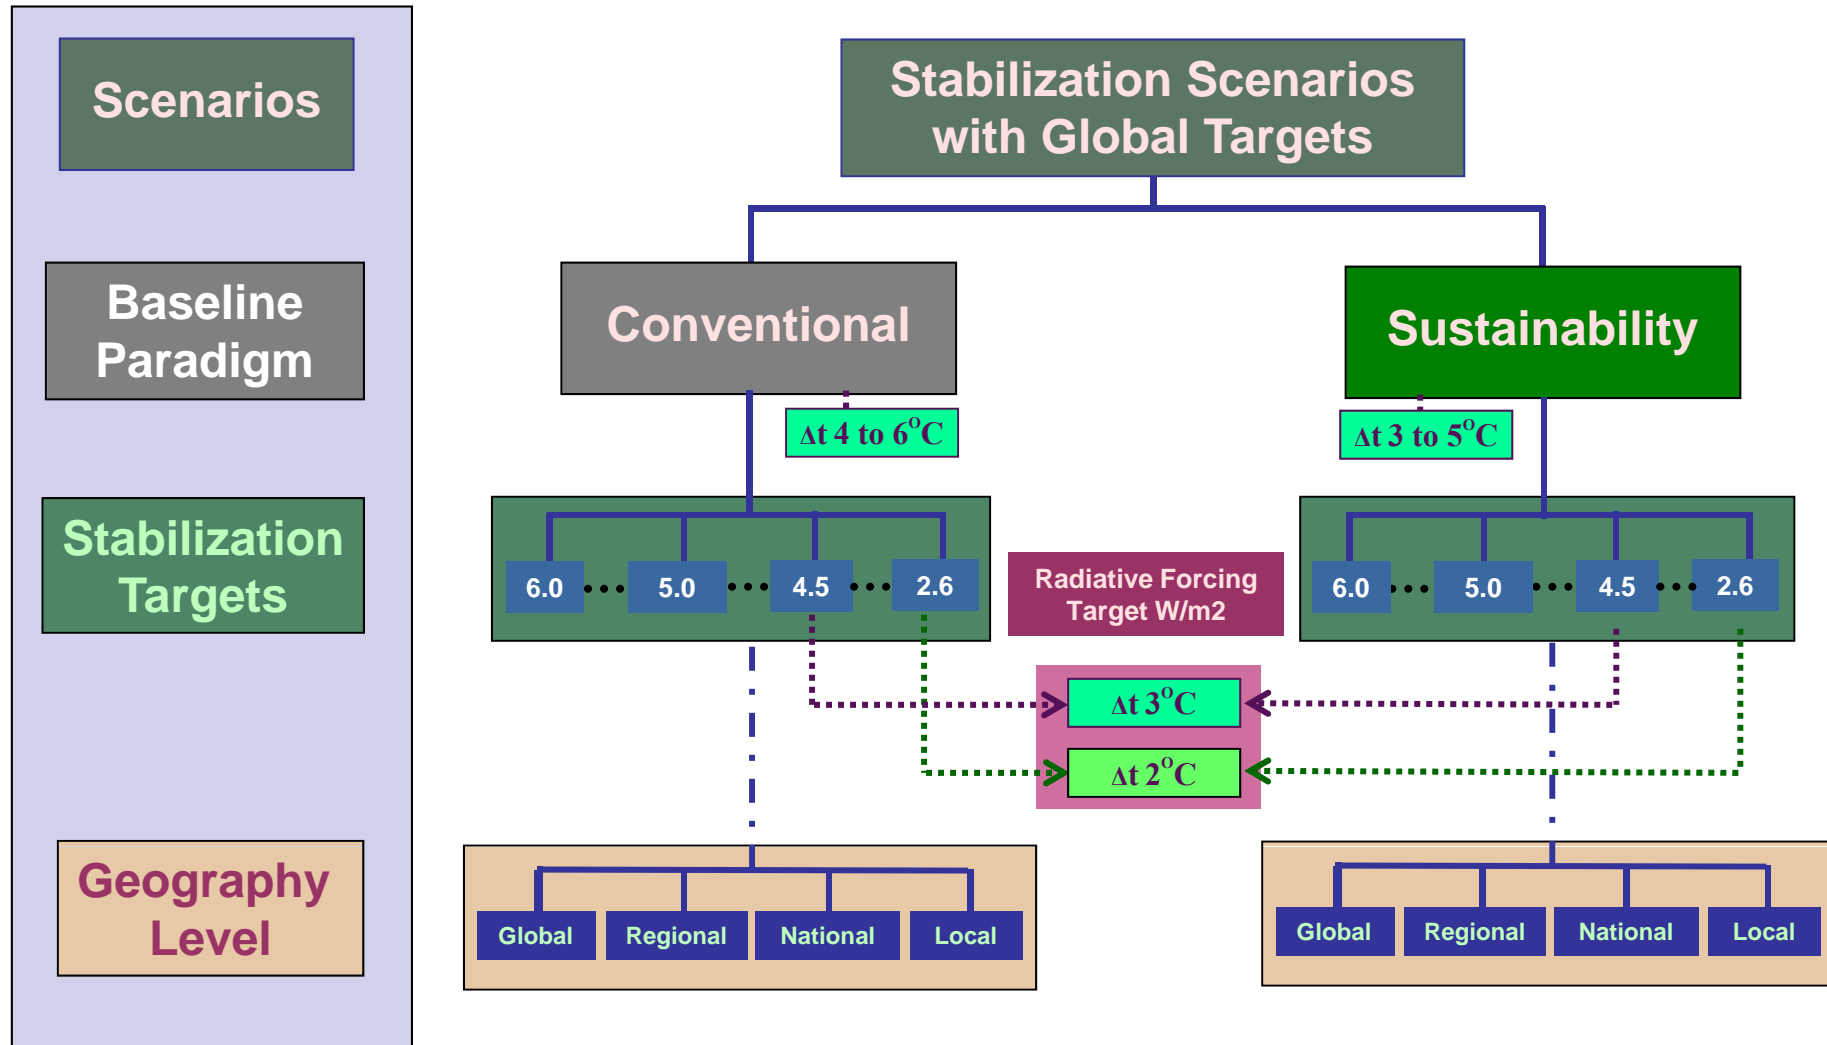 Scenarios
Stabilization Scenarios
with Global Targets
Baseline
Paradigm
Conventional
Sustainability
Δt 4 to 6°C
Δt 3 to 5°C
Stabilization
Targets
6.0 5.0 4.5 2.6
Radiative Forcing
Target W/m2
6.0 5.0 4.5 2.6
Δt 3°C
Δt 2°C
Geography
Level
Global Regional National Local
Global Regional National Local